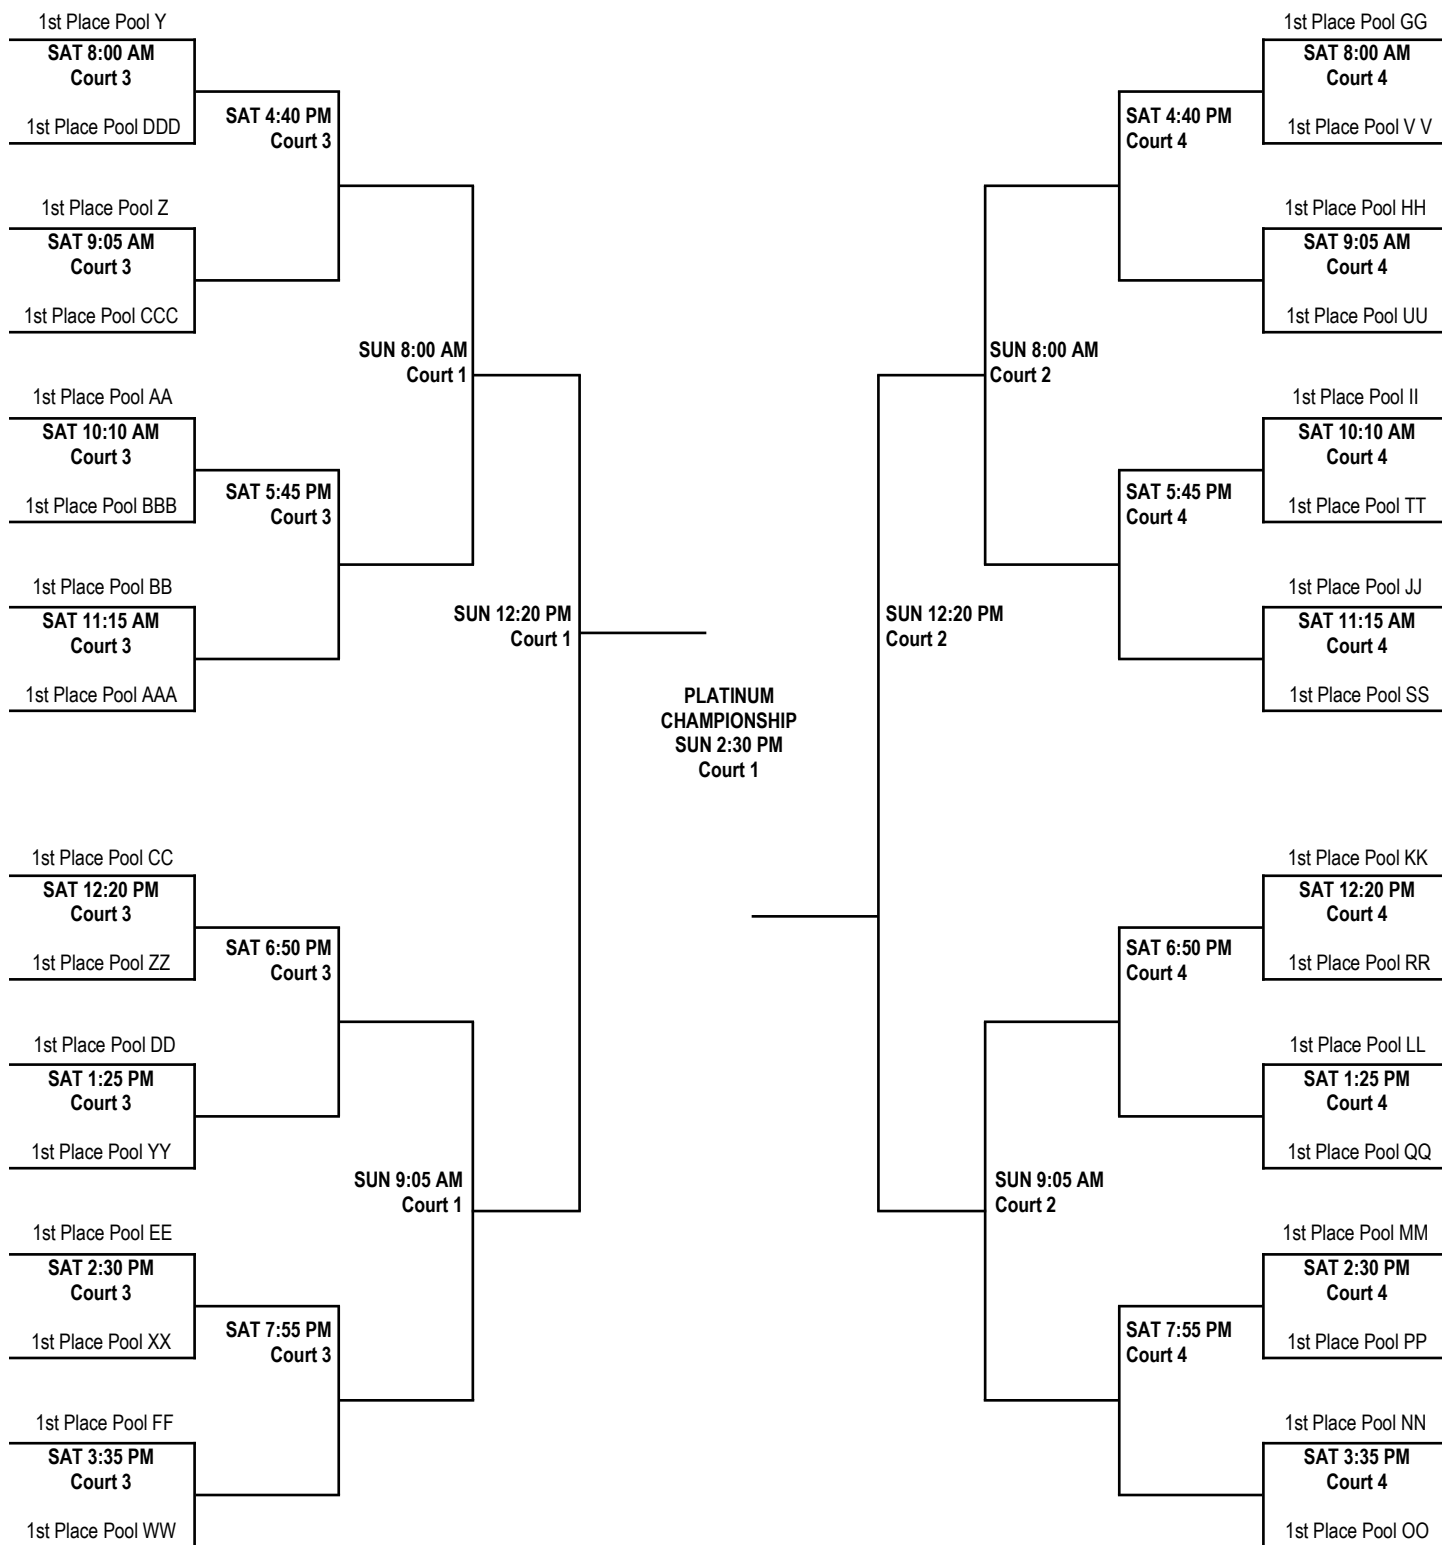 1st Place Pool Y
SAT 8:00 AM
Court 3
1st Place Pool DDD
SAT 4:40 PM
Court 3
1st Place Pool Z
SAT 9:05 AM
Court 3
1st Place Pool CCC
SUN 8:00 AM
Court 1
1st Place Pool AA
SAT 10:10 AM
Court 3
1st Place Pool BBB
SAT 5:45 PM
Court 3
1st Place Pool BB
SAT 11:15 AM
Court 3
1st Place Pool AAA
SUN 12:20 PM
Court 1
1st Place Pool CC
SAT 12:20 PM
Court 3
1st Place Pool ZZ
SAT 6:50 PM
Court 3
1st Place Pool DD
SAT 1:25 PM
Court 3
1st Place Pool YY
SUN 9:05 AM
Court 1
1st Place Pool EE
SAT 2:30 PM
Court 3
1st Place Pool XX
SAT 7:55 PM
Court 3
1st Place Pool FF
SAT 3:35 PM
Court 3
1st Place Pool WW
PLATINUM
CHAMPIONSHIP
SUN 2:30 PM
Court 1
1st Place Pool GG
SAT 8:00 AM
Court 4
1st Place Pool V V
SAT 4:40 PM
Court 4
1st Place Pool HH
SAT 9:05 AM
Court 4
1st Place Pool UU
SUN 8:00 AM
Court 2
1st Place Pool II
SAT 10:10 AM
Court 4
1st Place Pool TT
SAT 5:45 PM
Court 4
1st Place Pool JJ
SAT 11:15 AM
Court 4
1st Place Pool SS
SUN 12:20 PM
Court 2
1st Place Pool KK
SAT 12:20 PM
Court 4
1st Place Pool RR
SAT 6:50 PM
Court 4
1st Place Pool LL
SAT 1:25 PM
Court 4
1st Place Pool QQ
SUN 9:05 AM
Court 2
1st Place Pool MM
SAT 2:30 PM
Court 4
1st Place Pool PP
SAT 7:55 PM
Court 4
1st Place Pool NN
SAT 3:35 PM
Court 4
1st Place Pool OO